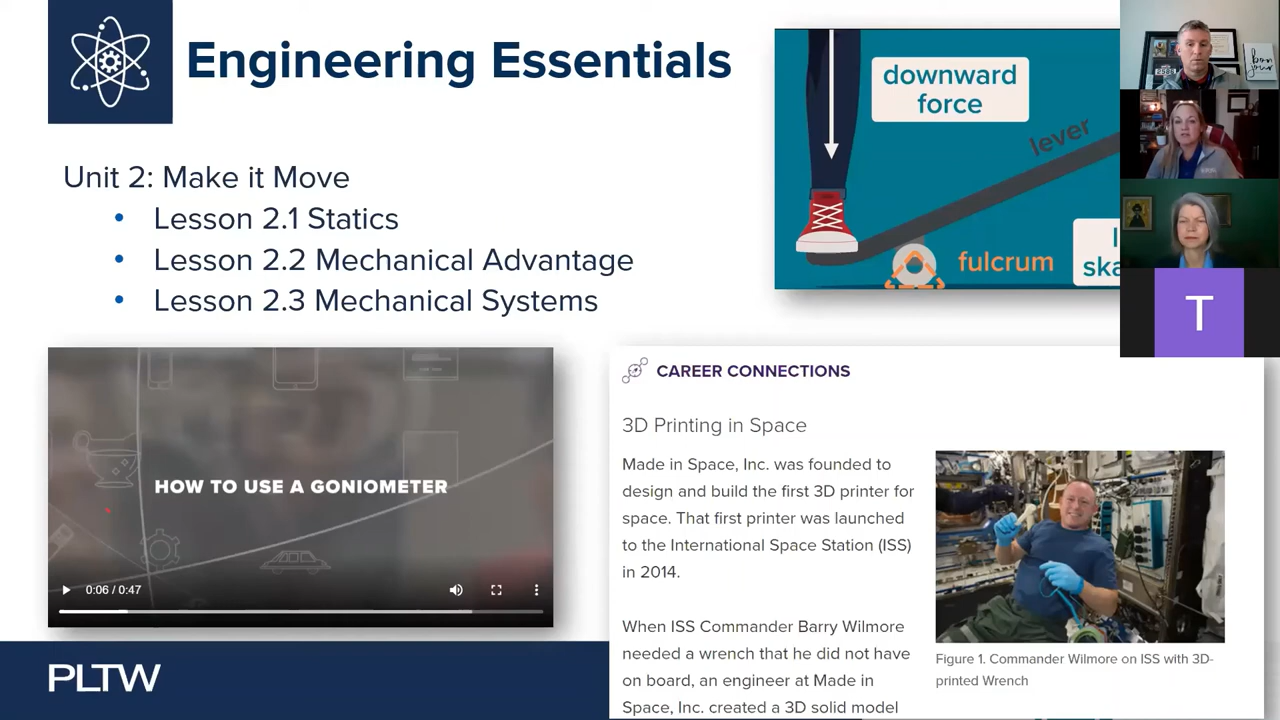 Engineering Essentials
Unit 2: Make it Move
• Lesson 2.1 Statics
• Lesson 2.2 Mechanical Advantage
• Lesson 2.3 Mechanical Systems
downward
force
lever
fulcrum
HOW TO USE A GONIOMETER
0:06 / 0:47
CAREER CONNECTIONS
3D Printing in Space
Made in Space, Inc. was founded to
design and build the first 3D printer for
space. That first printer was launched
to the International Space Station (ISS)
in 2014.
When ISS Commander Barry Wilmore
needed a wrench that he did not have
on board, an engineer at Made in
Space, Inc. created a 3D solid model
Figure 1. Commander Wilmore on ISS with 3D-
printed Wrench
PLTW
bon
jour
T